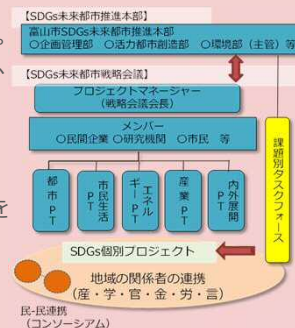 【SDGs未来都市推進本部】
富山市SDGs未来都市推進本部
○企画管理部 ○活力都市創造部 ○環境部(主管)等
【SDGs未来都市戦略会議】
プロジェクトマネージャー
(戦略会議会長)
メンバー
○民間企業 ○研究機関 ○市民 等
都市PT
市民生活PT
エネルギーPT
産業PT
内外展開PT
課題別タスクフォース
を
SDGs個別プロジェクト
地域の関係者の連携
(産・学・官・金・労・言)
民-民連携
(コンソーシアム)